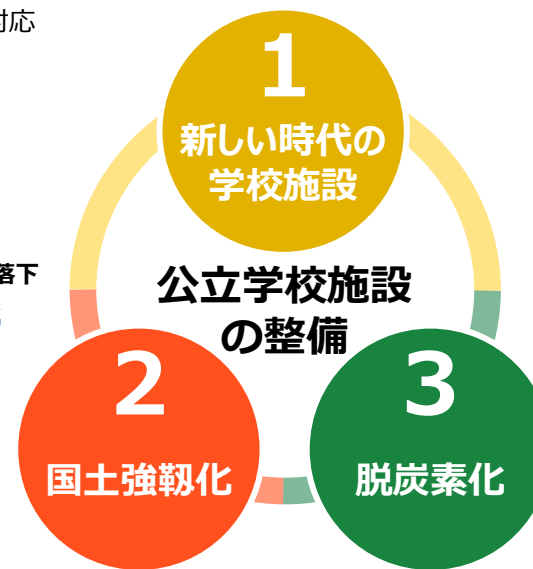 対応
1
新しい時代の
学校施設
落下
公立学校施設
の整備
2
国土強靱化
3
脱炭素化